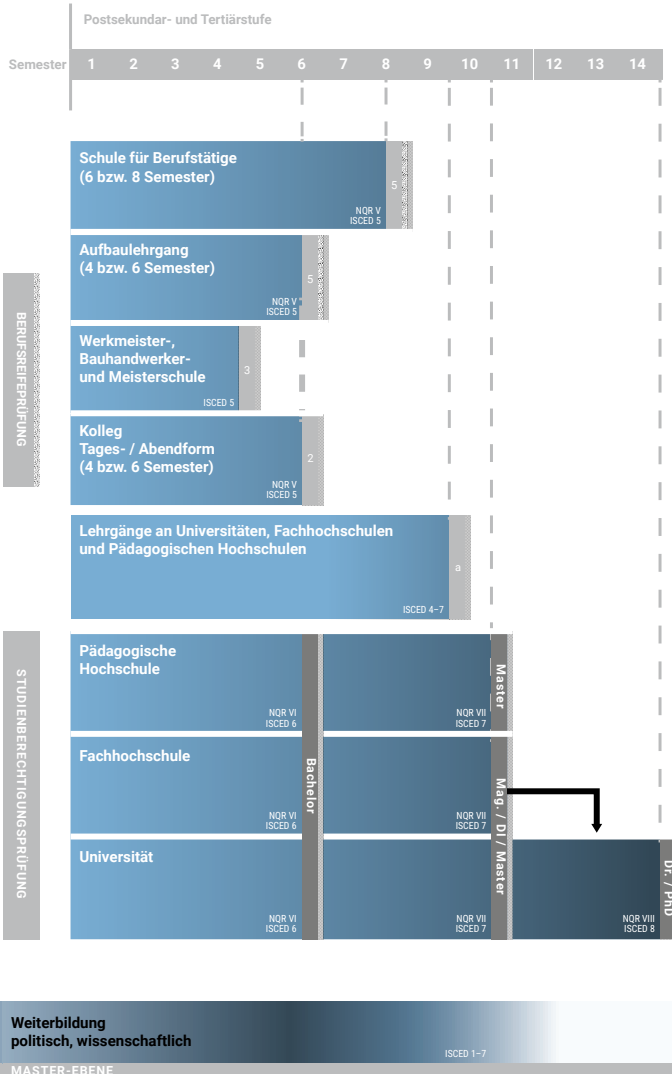 Postsekundar- und Tertiärstufe
Semester 1 2 3 4 5 6 7 8 9 10 11 12 13 14
Schule für Berufstätige
(6 bzw. 8 Semester)
5
NQR V
ISCED 5
Aufbaulehrgang
(4 bzw. 6 Semester)
5
NQR V
ISCED 5
BERUFSREIFEPRÜFUNG
Werkmeister-,
Bauhandwerker-
und Meisterschule
3
ISCED 5
Kolleg
Tages- / Abendform
(4 bzw. 6 Semester)
2
NQR V
ISCED 5
Lehrgänge an Universitäten, Fachhochschulen
und Pädagogischen Hochschulen
a
ISCED 4–7
STUDIENBERECHTIGUNGSPRÜFUNG
Pädagogische
Hochschule
NQR VI
ISCED 6
NQR VII
ISCED 7
Master
Fachhochschule
NQR VI
ISCED 6
Bachelor
NQR VII
ISCED 7
Mag. / DI / Master
Universität
NQR VI
ISCED 6
NQR VII
ISCED 7
NQR VIII
ISCED 8
Dr. / PhD
Weiterbildung
politisch, wissenschaftlich
ISCED 1–7
MASTER-EBENE